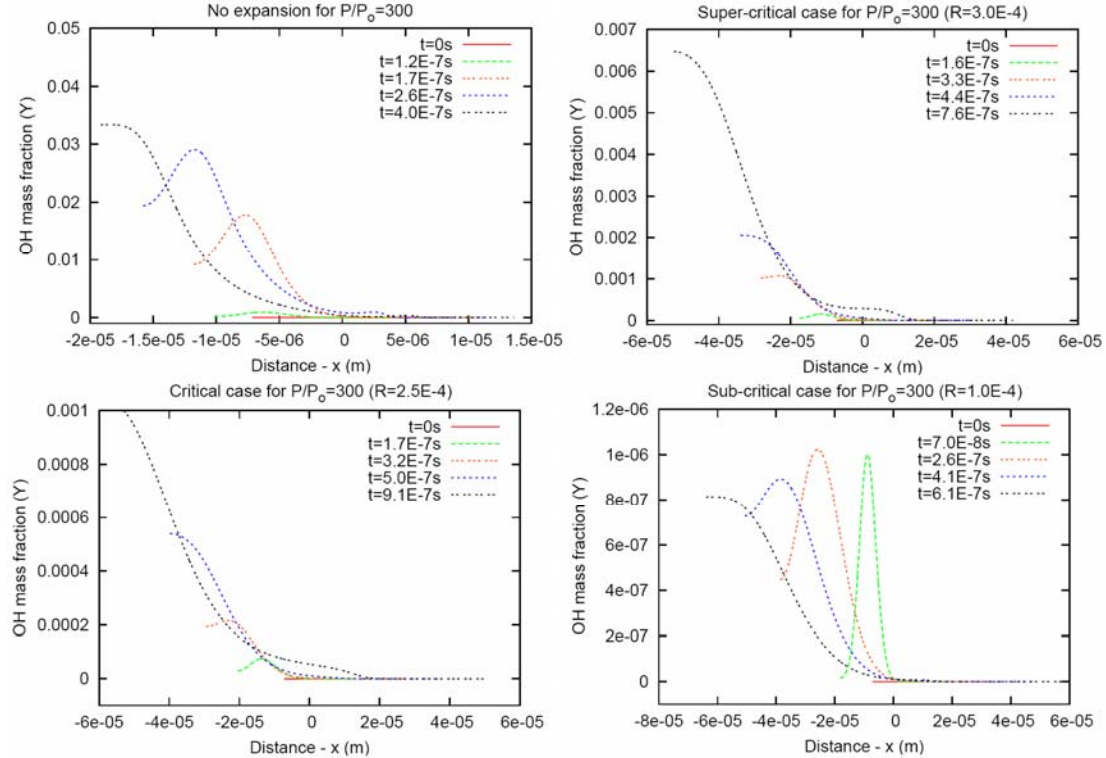 No expansion for P/Po=300
OH mass fraction (Y)
0.05
0.04
0.03
0.02
0.01
0
t=0s
t=1.2E-7s
t=1.7E-7s
t=2.6E-7s
t=4.0E-7s
-2e-05 -1.5e-05 -1e-05 -5e-06 0 5e-06 1e-05 1.5e-05
Distance - x (m)
Super-critical case for P/Po=300 (R=3.0E-4)
OH mass fraction (Y)
0.007
0.006
0.005
0.004
0.003
0.002
0.001
0
t=0s
t=1.6E-7s
t=3.3E-7s
t=4.4E-7s
t=7.6E-7s
-6e-05 -4e-05 -2e-05 0 2e-05 4e-05 6e-05
Distance - x (m)
Critical case for P/Po=300 (R=2.5E-4)
OH mass fraction (Y)
0.001
0.0008
0.0006
0.0004
0.0002
0
t=0s
t=1.7E-7s
t=3.2E-7s
t=5.0E-7s
t=9.1E-7s
-6e-05 -4e-05 -2e-05 0 2e-05 4e-05 6e-05
Distance - x (m)
Sub-critical case for P/Po=300 (R=1.0E-4)
OH mass fraction (Y)
1.2e-06
1e-06
8e-07
6e-07
4e-07
2e-07
0
t=0s
t=7.0E-8s
t=2.6E-7s
t=4.1E-7s
t=6.1E-7s
-8e-05 -6e-05 -4e-05 -2e-05 0 2e-05 4e-05 6e-05
Distance - x (m)